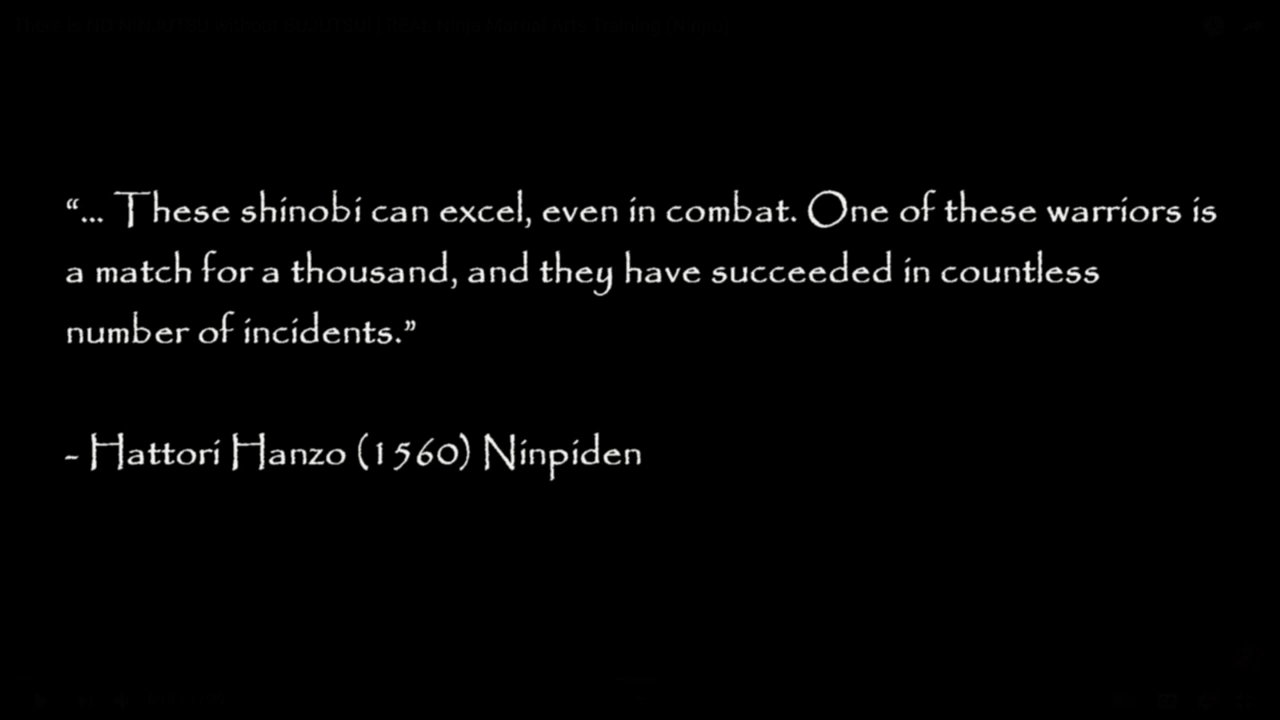 “... These shinobi can excel, even in combat. One of these warriors is
a match for a thousand, and they have succeeded in countless
number of incidents.”
- Hattori Hanzo (1560) Ninpiden